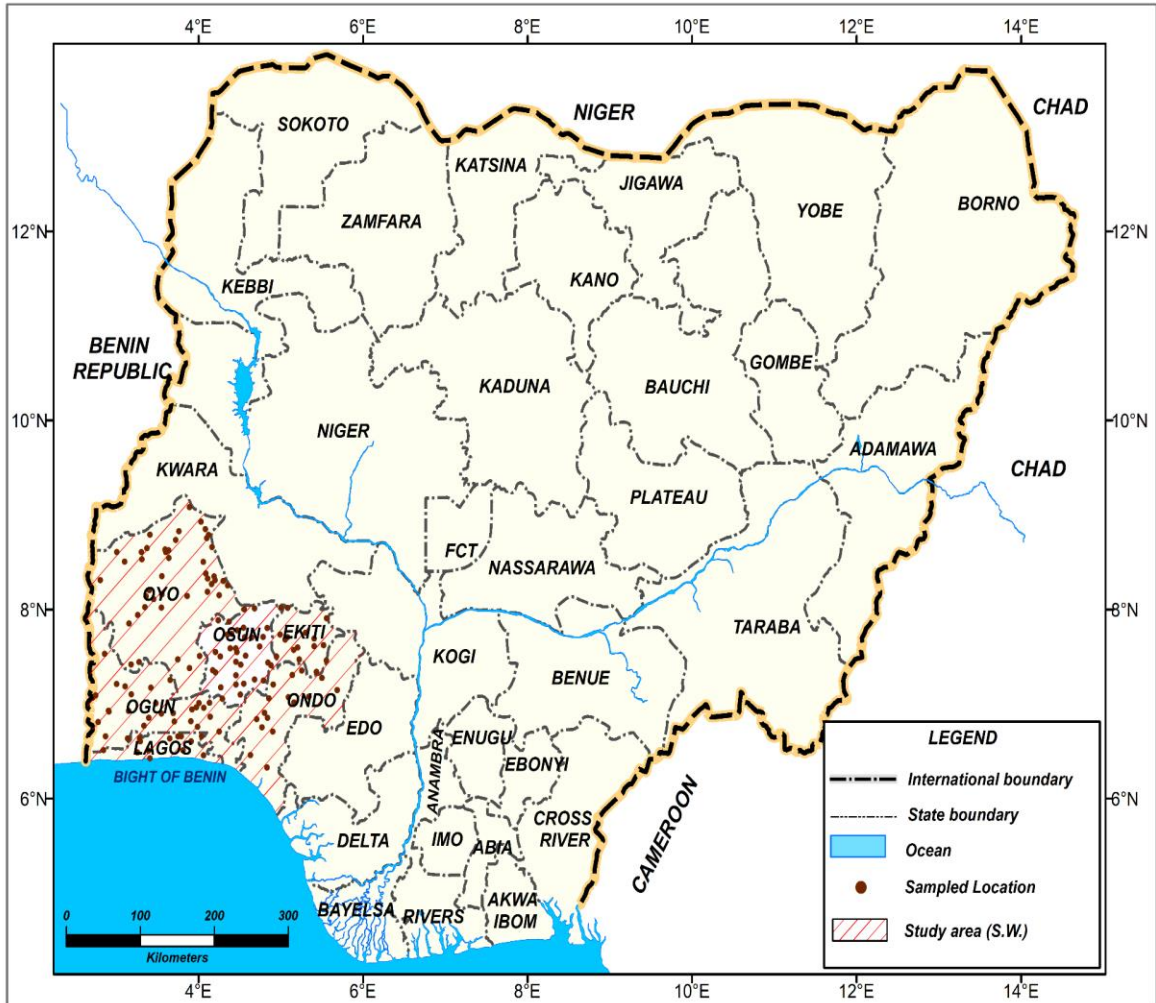 4°E 6°E 8°E 10°E 12°E 14°E
NIGER
CHAD
SOKOTO
KATSINA
JIGAWA
ZAMFARA
YOBE
BORNO
12°N 12°N
KEBBI
KANO
BENIN
REPUBLIC
GOMBE
KADUNA
BAUCHI
10°N 10°N
NIGER
ADAMAWA
KWARA
CHAD
PLATEAU
FCT
NASSARAWA
OYO
8°N 8°N
OSUN
EKITI
TARABA
KOGI
BENUE
OGUN
ONDO
EDO
ENUGU
LAGOS
EBONYI
ANAMBRA
BIGHT OF BENIN
6°N 6°N
CROSS
RIVER
DELTA
IMO
ABIA
CAMEROON
BAYELSA
RIVERS
AKWA
IBOM
0 100 200 300
Kilometers
LEGEND
International boundary
State boundary
Ocean
Sampled Location
Study area (S.W.)
4°E 6°E 8°E 10°E 12°E 14°E